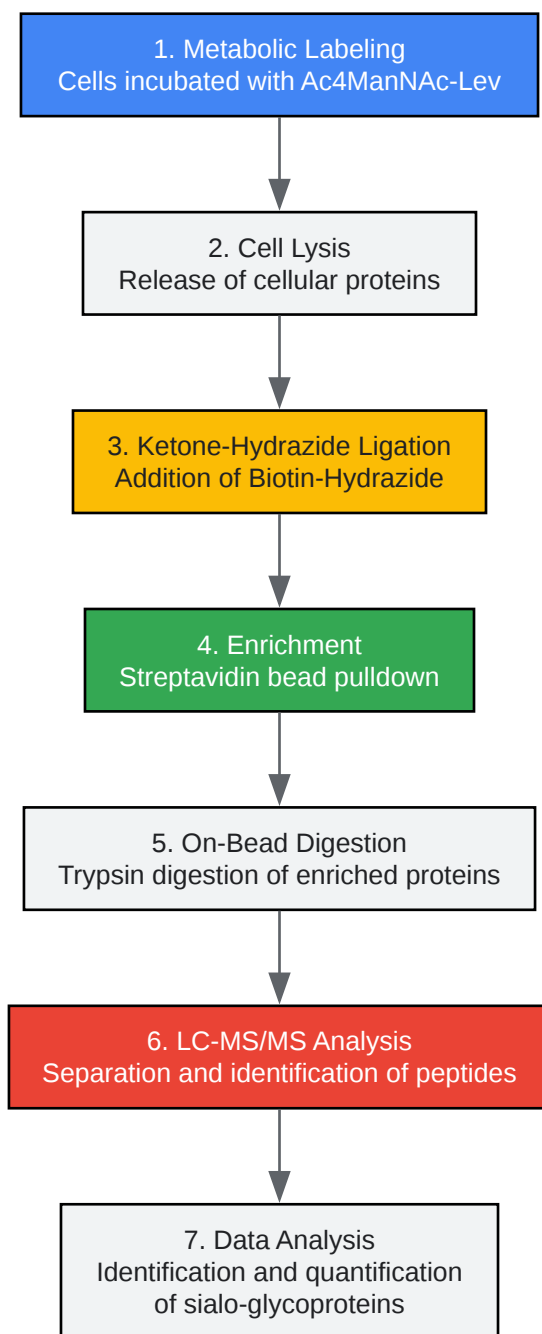 1. Metabolic Labeling
Cells incubated with Ac4ManNAc-Lev
2. Cell Lysis
Release of cellular proteins
3. Ketone-Hydrazide Ligation
Addition of Biotin-Hydrazide
4. Enrichment
Streptavidin bead pulldown
5. On-Bead Digestion
Trypsin digestion of enriched proteins
6. LC-MS/MS Analysis
Separation and identification of peptides
7. Data Analysis
Identification and quantification
of sialo-glycoproteins